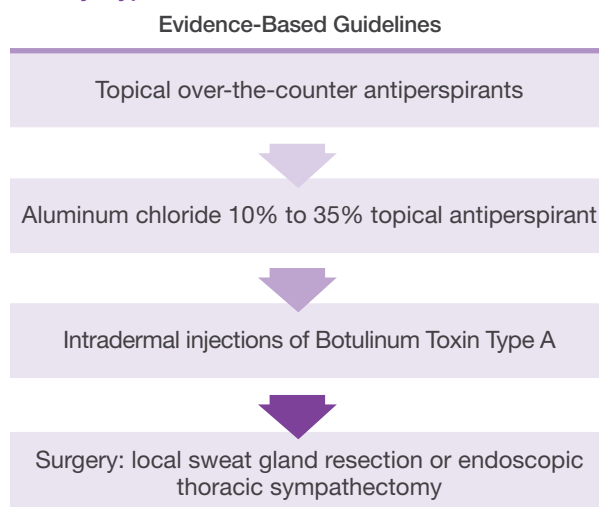 Evidence-Based Guidelines
Topical over-the-counter antiperspirants
Aluminum chloride 10% to 35% topical antiperspirant
Intradermal injections of Botulinum Toxin Type A
Surgery: local sweat gland resection or endoscopic
thoracic sympathectomy